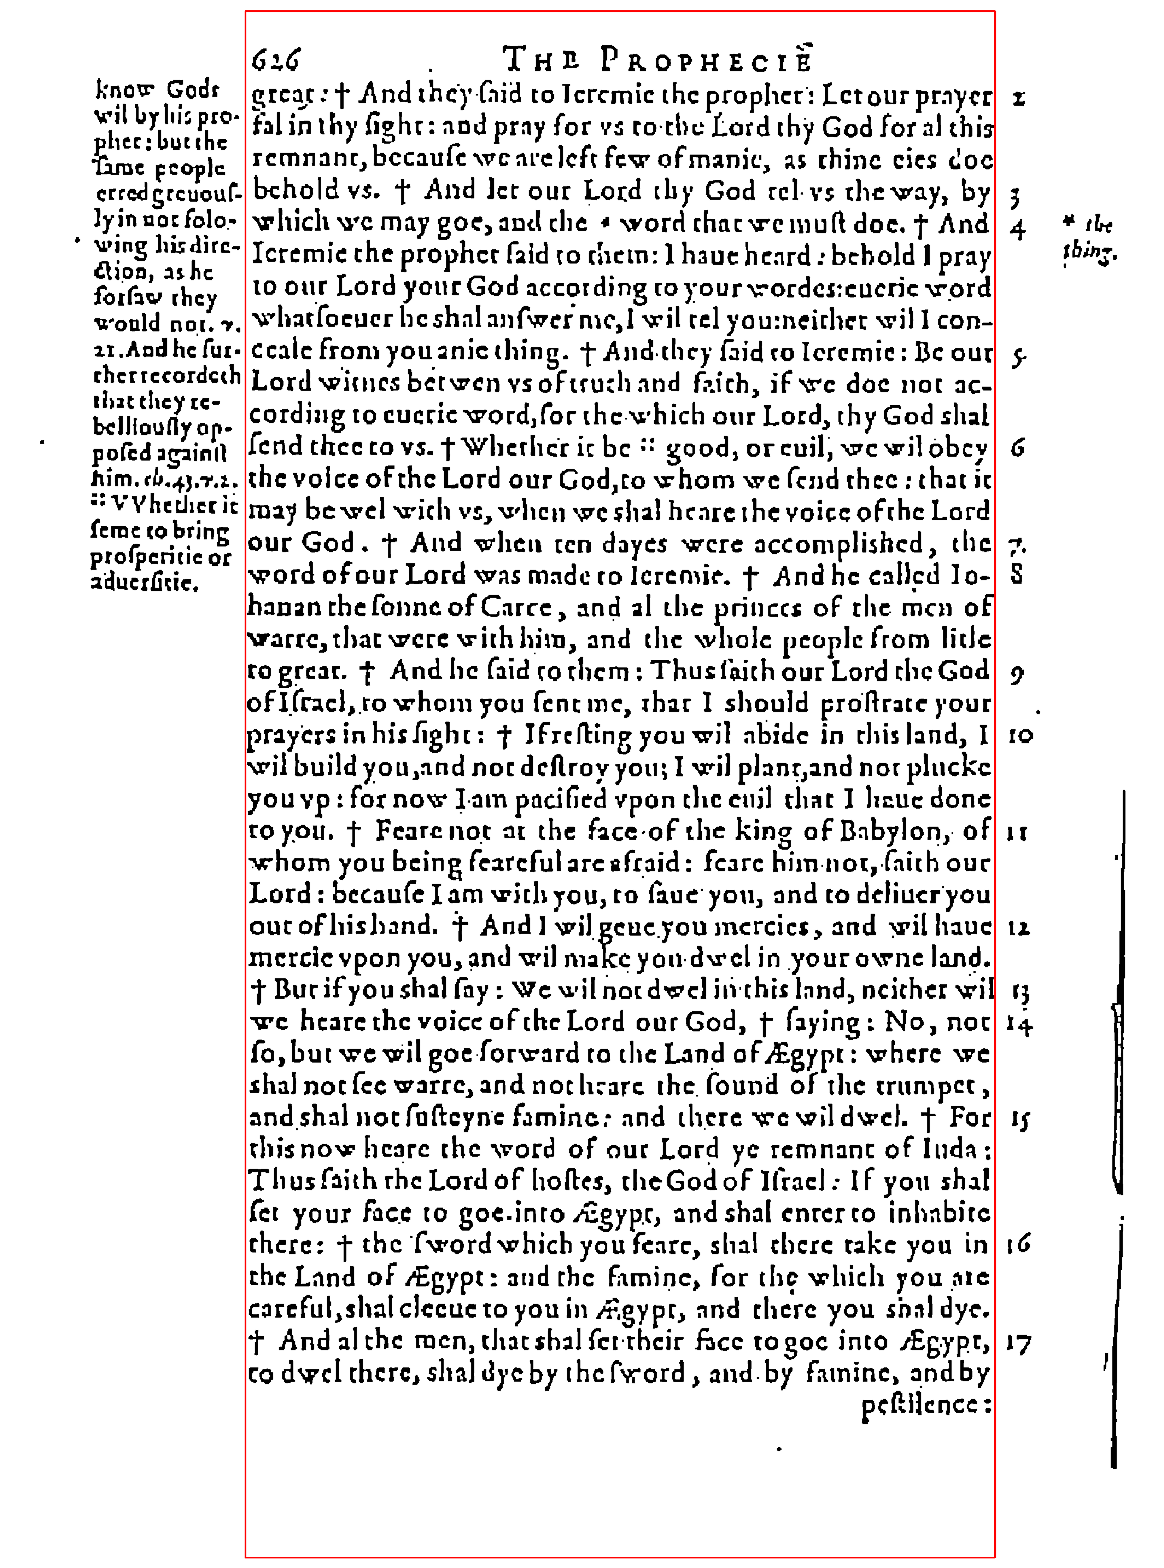 626 THE PROPHECIE
know Gods
wil by his pro-
phet: but the
same people
erred greuous-
ly in not folo-
wing his dire-
ction, as he
forsaw they
would not. v.
21. And he fur-
ther recordeth
that they re-
belliously op-
posed against
him. ch. 43. v. 2.
:: VVhether it
seme to bring
prosperitie or
aduersitie.
great: † And they ſaid to Ieremie the prophet: Let our prayer 2
fal in thy ſight: and pray for vs to the Lord thy God for al this
remnant, becauſe we are left few of manie, as thine eies doe
behold vs. † And let our Lord thy God tel vs the way, by 3
which we may goe, and the * word that we muſt doe. † And 4
Ieremie the prophet ſaid to them: I haue heard: behold I pray
to our Lord your God according to your wordes: euerie word
whatſoeuer he shal anſwer me, I wil tel you: neither wil I con-
ceale from you anie thing. † And they ſaid to Ieremie: Be our 5
Lord witnes betwen vs of truth and faith, if we doe not ac-
cording to euerie word, for the which our Lord, thy God shal
ſend thee to vs. † Whether it be :: good, or euil, we wil obey 6
the voice of the Lord our God, to whom we ſend thee: that it
may be wel with vs, when we shal heare the voice of the Lord
our God. † And when ten dayes were accomplished, the 7.
word of our Lord was made to Ieremie. † And he called Io- 8
hanan the ſonne of Caree, and al the princes of the men of
warre, that were with him, and the whole people from litle
to great. † And he ſaid to them: Thus ſaith our Lord the God 9
of Iſrael, to whom you ſent me, that I should proſtrate your
prayers in his ſight: † If reſting you wil abide in this land, I 10
wil build you, and not deſtroy you; I wil plant, and not plucke
you vp: for now I am pacified vpon the euil that I haue done
to you. † Feare not at the face of the king of Babylon, of 11
whom you being feareful are afraid: feare him not, ſaith our
Lord: becauſe I am with you, to ſaue you, and to deliuer you
out of his hand. † And I wil geue you mercies, and wil haue 12
mercie vpon you, and wil make you dwel in your owne land.
† But if you shal ſay: We wil not dwel in this land, neither wil 13
we heare the voice of the Lord our God, † ſaying: No, not 14
ſo, but we wil goe forward to the Land of Ægypt: where we
shal not ſee warre, and not heare the ſound of the trumpet,
and shal not ſuſteyne famine: and there we wil dwel. † For 15
this now heare the word of our Lord ye remnant of Iuda:
Thus ſaith the Lord of hoſtes, the God of Iſrael: If you shal
ſet your face to goe into Ægypt, and shal enter to inhabite
there: † the ſword which you feare, shal there take you in 16
the Land of Ægypt: and the famine, for the which you are
careful, shal cleeue to you in Ægypt, and there you shal dye.
† And al the men, that shal ſet their face to goe into Ægypt, 17
to dwel there, shal dye by the ſword, and by famine, and by
peſtilence:
* the
thing.